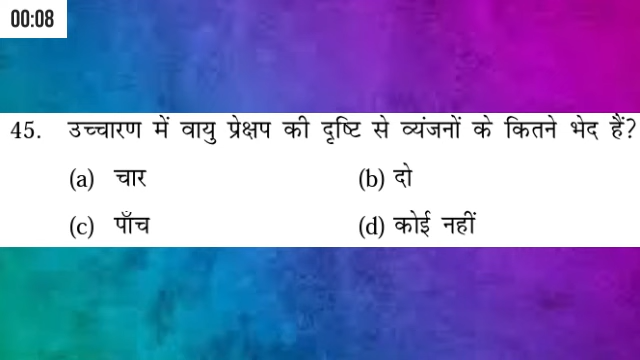 00:08
45. उच्चारण में वायु प्रेक्षप की दृष्टि से व्यंजनों के कितने भेद हैं?
(a) चार (b) दो
(c) पाँच (d) कोई नहीं